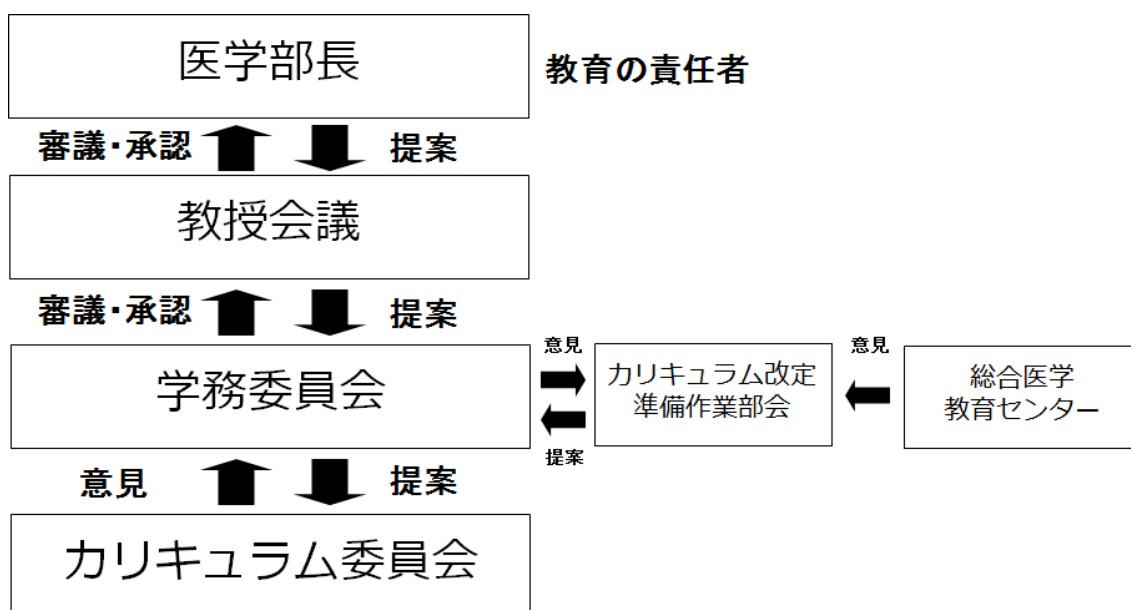 医学部長
教育の責任者
審議・承認
提案
教授会議
審議・承認
提案
学務委員会
意見
提案
カリキュラム改定
準備作業部会
意見
総合医学
教育センター
意見
提案
カリキュラム委員会